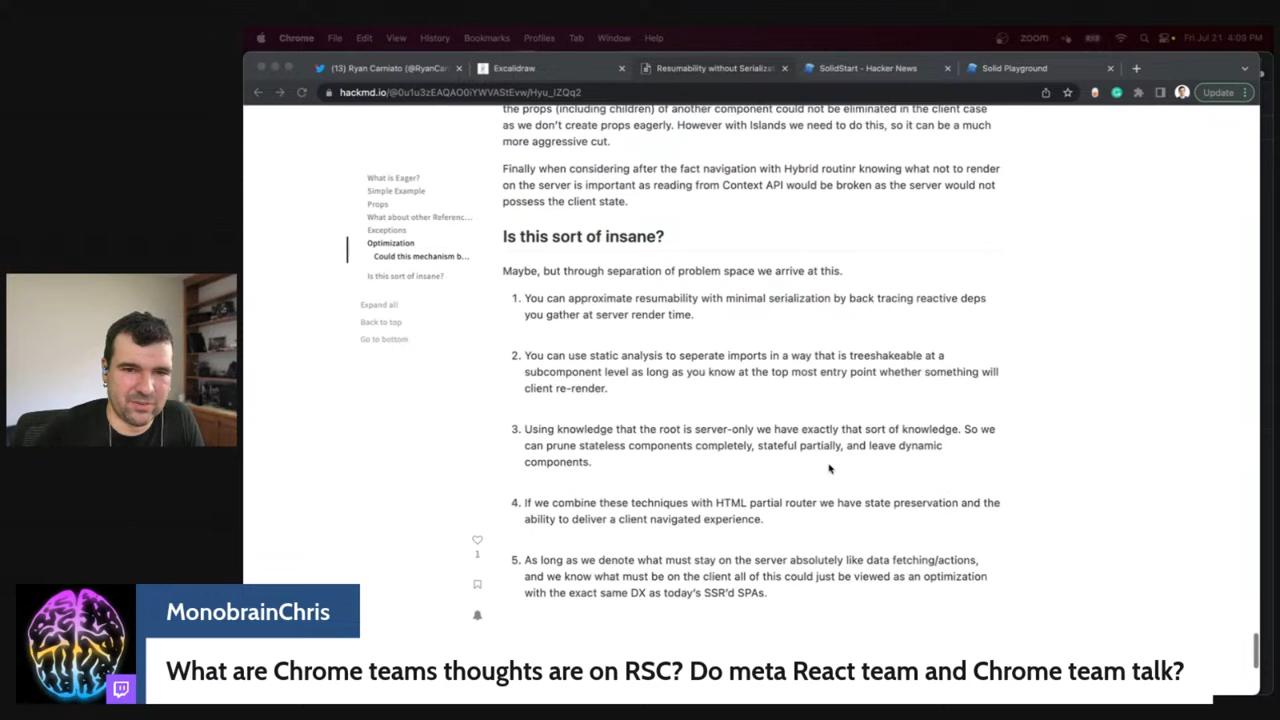 Chrome File Edit View History Bookmarks Profiles Tab Window Help zoom Fri Jul 21 4:09 PM
(13) Ryan Carniato (@RyanCar Excalidraw Resumability without Serializat SolidStart - Hacker News Solid Playground
hackmd.io/@0u1u3zEAQAO0iYWVAStEvw/Hyu_IZQq2 Update
the props (including children) of another component could not be eliminated in the client case
as we don't create props eagerly. However with Islands we need to do this, so it can be a much
more aggressive cut.
Finally when considering after the fact navigation with Hybrid routinr knowing what not to render
on the server is important as reading from Context API would be broken as the server would not
possess the client state.
What is Eager?
Simple Example
Props
What about other Referenc...
Exceptions
Optimization
Could this mechanism b...
Is this sort of insane?
Expand all
Back to top
Go to bottom
Is this sort of insane?
Maybe, but through separation of problem space we arrive at this.
1. You can approximate resumability with minimal serialization by back tracing reactive deps
you gather at server render time.
2. You can use static analysis to seperate imports in a way that is treeshakeable at a
subcomponent level as long as you know at the top most entry point whether something will
client re-render.
3. Using knowledge that the root is server-only we have exactly that sort of knowledge. So we
can prune stateless components completely, stateful partially, and leave dynamic
components.
4. If we combine these techniques with HTML partial router we have state preservation and the
ability to deliver a client navigated experience.
5. As long as we denote what must stay on the server absolutely like data fetching/actions,
and we know what must be on the client all of this could just be viewed as an optimization
with the exact same DX as today's SSR'd SPAs.
1
MonobrainChris
What are Chrome teams thoughts are on RSC? Do meta React team and Chrome team talk?